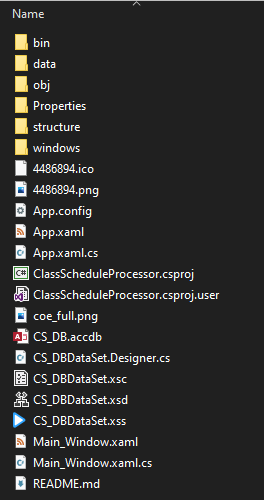 Name
bin
data
obj
Properties
structure
windows
4486894.ico
4486894.png
App.config
App.xaml
App.xaml.cs
ClassScheduleProcessor.csproj
ClassScheduleProcessor.csproj.user
coe_full.png
CS_DB.accdb
CS_DBDataSet.Designer.cs
CS_DBDataSet.xsc
CS_DBDataSet.xsd
CS_DBDataSet.xss
Main_Window.xaml
Main_Window.xaml.cs
README.md